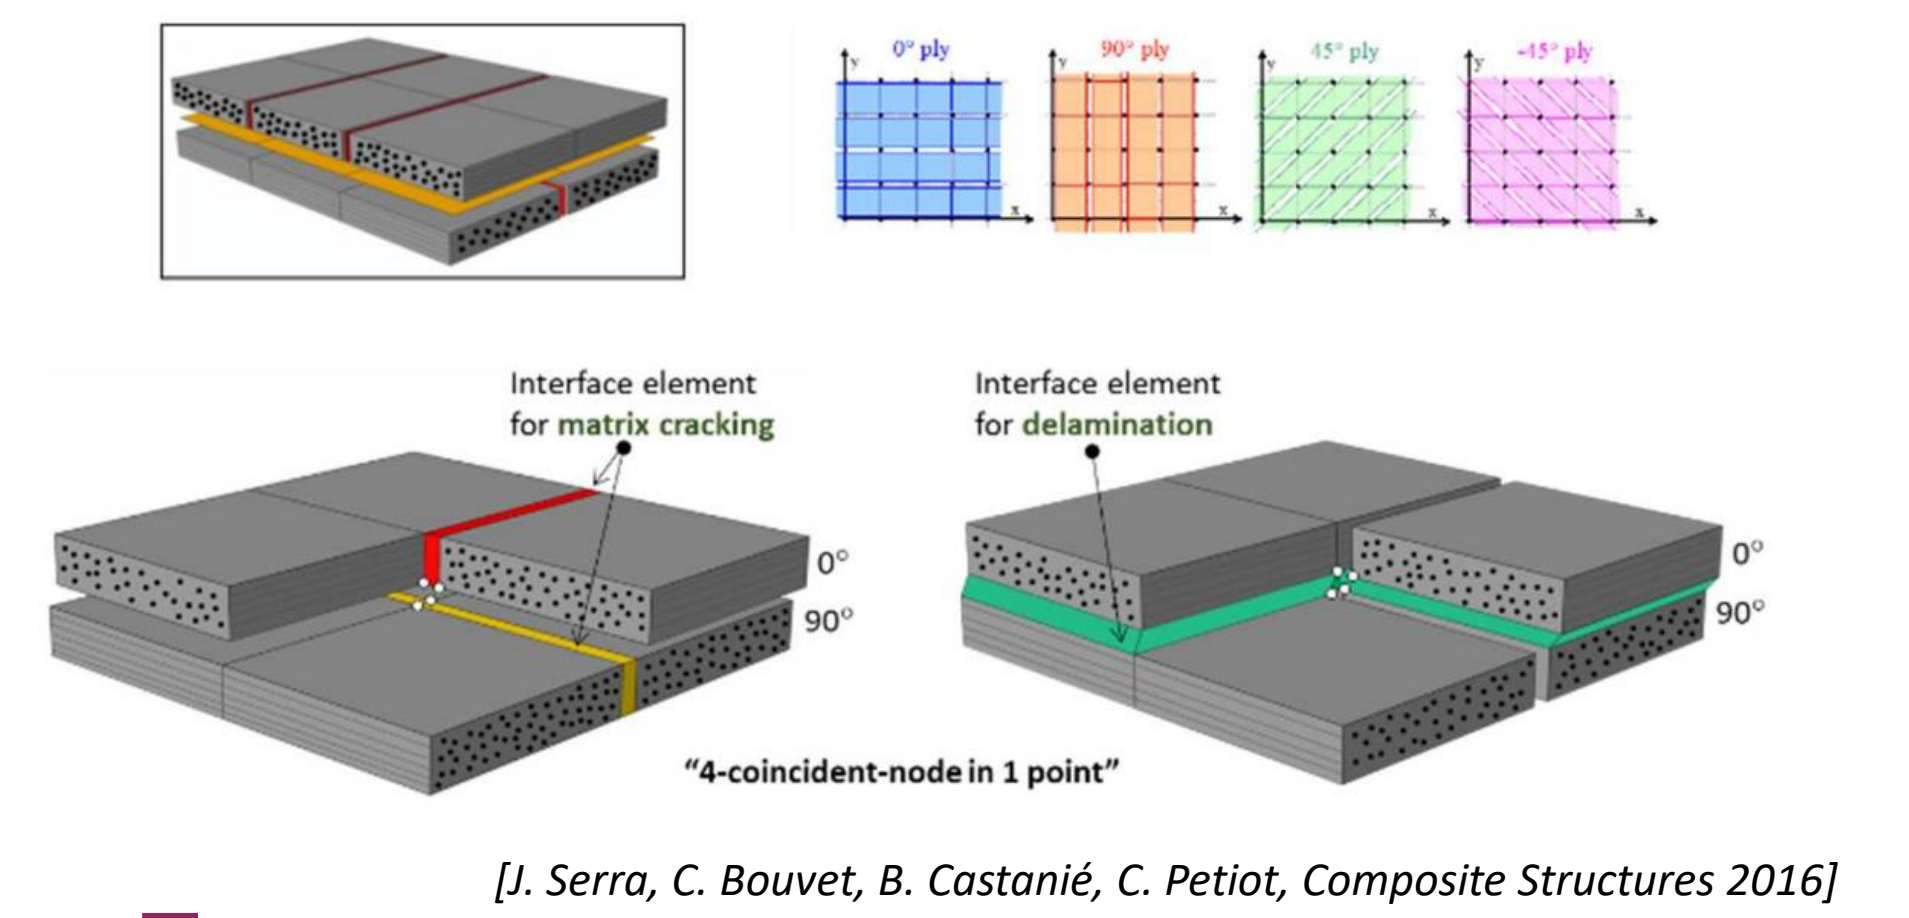 0° ply
90° ply
45° ply
-45° ply
y
y
y
y
x
x
x
x
Interface element
for matrix cracking
Interface element
for delamination
0°
90°
0°
90°
“4-coincident-node in 1 point”
[J. Serra, C. Bouvet, B. Castanié, C. Petiot, Composite Structures 2016]